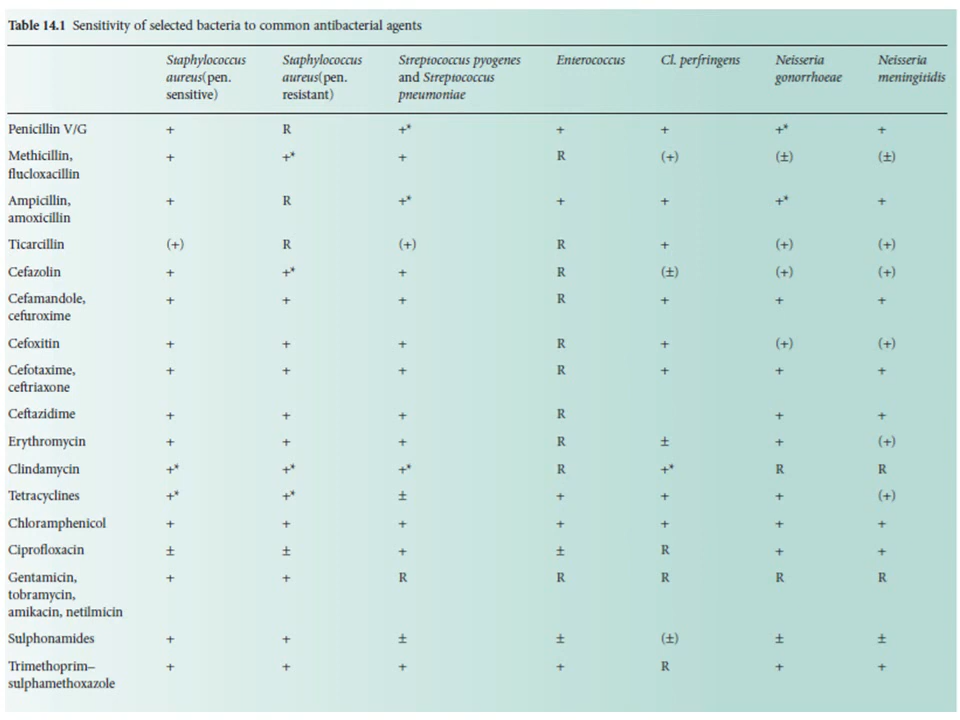 Table 14.1 Sensitivity of selected bacteria to common antibacterial agents
Staphylococcus aureus(pen. sensitive) Staphylococcus aureus(pen. resistant) Streptococcus pyogenes and Streptococcus pneumoniae Enterococcus Cl. perfringens Neisseria gonorrhoeae Neisseria meningitidis
Penicillin V/G + R +* + + +* +
Methicillin, flucloxacillin + +* + R (+) (±) (±)
Ampicillin, amoxicillin + R +* + + +* +
Ticarcillin (+) R (+) R + (+) (+)
Cefazolin + +* + R (±) (+) (+)
Cefamandole, cefuroxime + + + R + + +
Cefoxitin + + + R + (+) (+)
Cefotaxime, ceftriaxone + + + R + + +
Ceftazidime + + + R + +
Erythromycin + + + R ± + (+)
Clindamycin +* +* +* R +* R R
Tetracyclines +* +* ± + + + (+)
Chloramphenicol + + + + + + +
Ciprofloxacin ± ± + ± R + +
Gentamicin, tobramycin, amikacin, netilmicin + + R R R R R
Sulphonamides + + ± ± (±) ± ±
Trimethoprim–sulphamethoxazole + + + + R + +